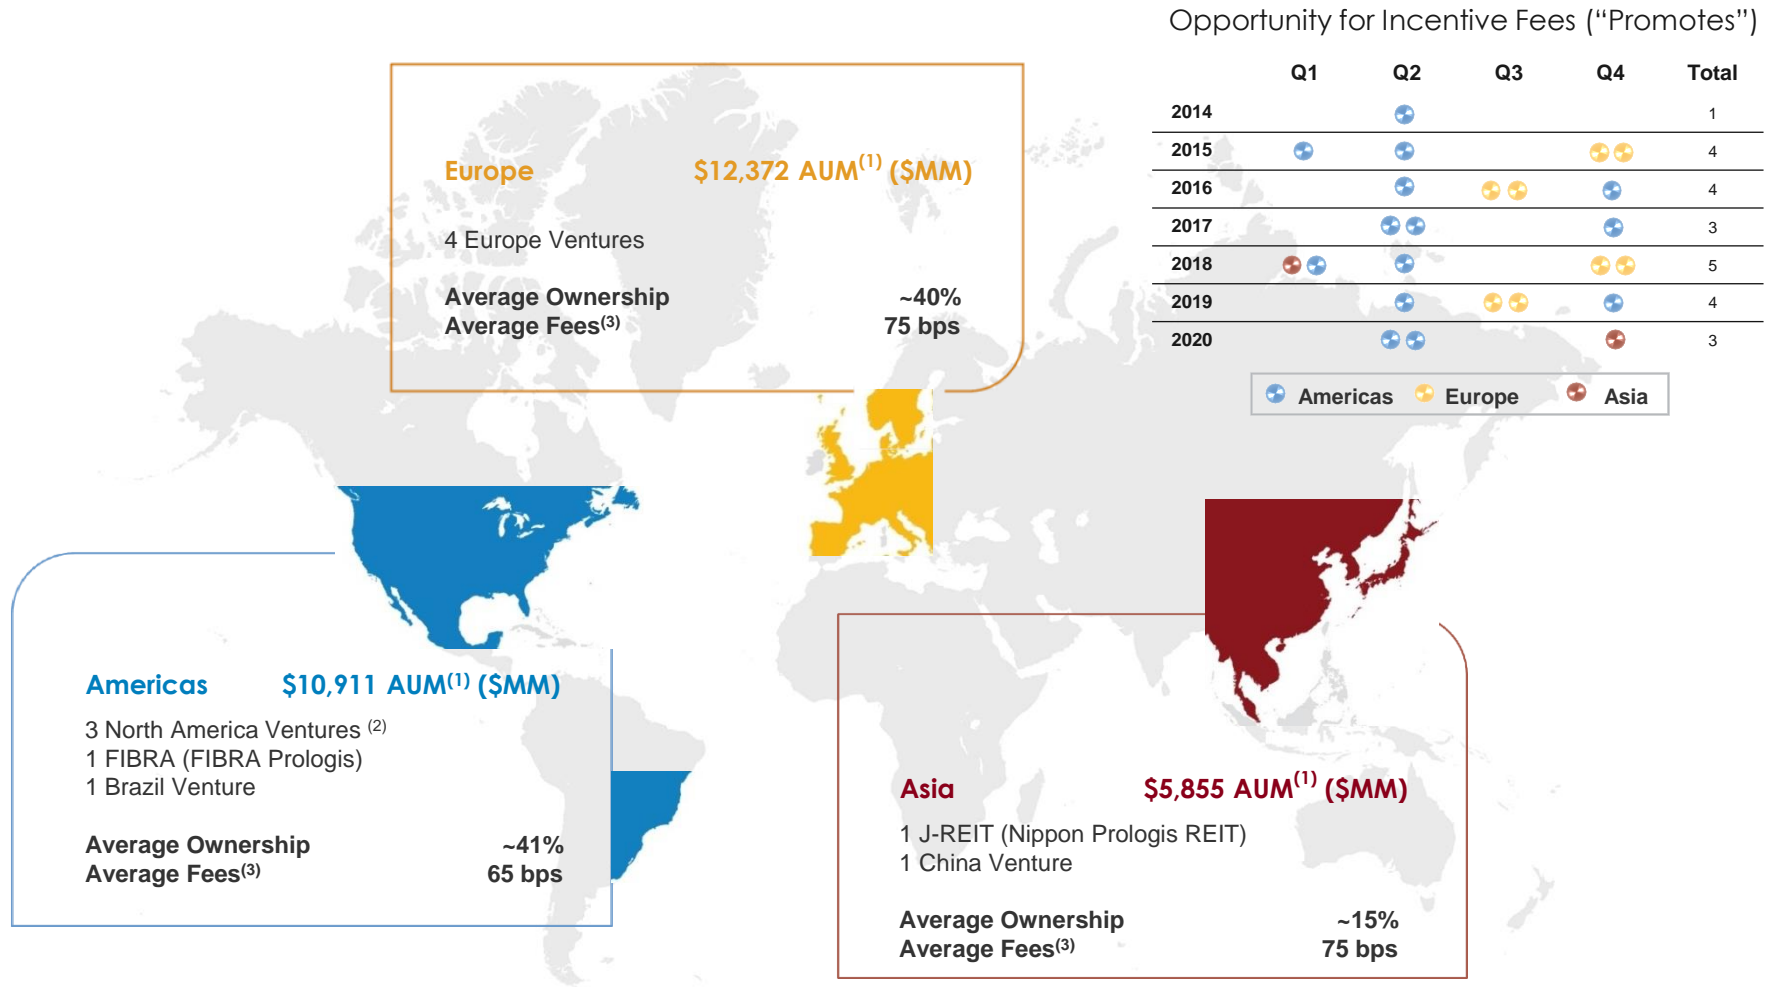 Opportunity for Incentive Fees (“Promotes”)
Q1 Q2 Q3 Q4 Total
2014 1
2015 4
2016 4
2017 3
2018 5
2019 4
2020 3
Americas Europe Asia
Europe $12,372 AUM(1) ($MM)
4 Europe Ventures
Average Ownership ~40%
Average Fees(3) 75 bps
Americas $10,911 AUM(1) ($MM)
3 North America Ventures (2)
1 FIBRA (FIBRA Prologis)
1 Brazil Venture
Average Ownership ~41%
Average Fees(3) 65 bps
Asia $5,855 AUM(1) ($MM)
1 J-REIT (Nippon Prologis REIT)
1 China Venture
Average Ownership ~15%
Average Fees(3) 75 bps